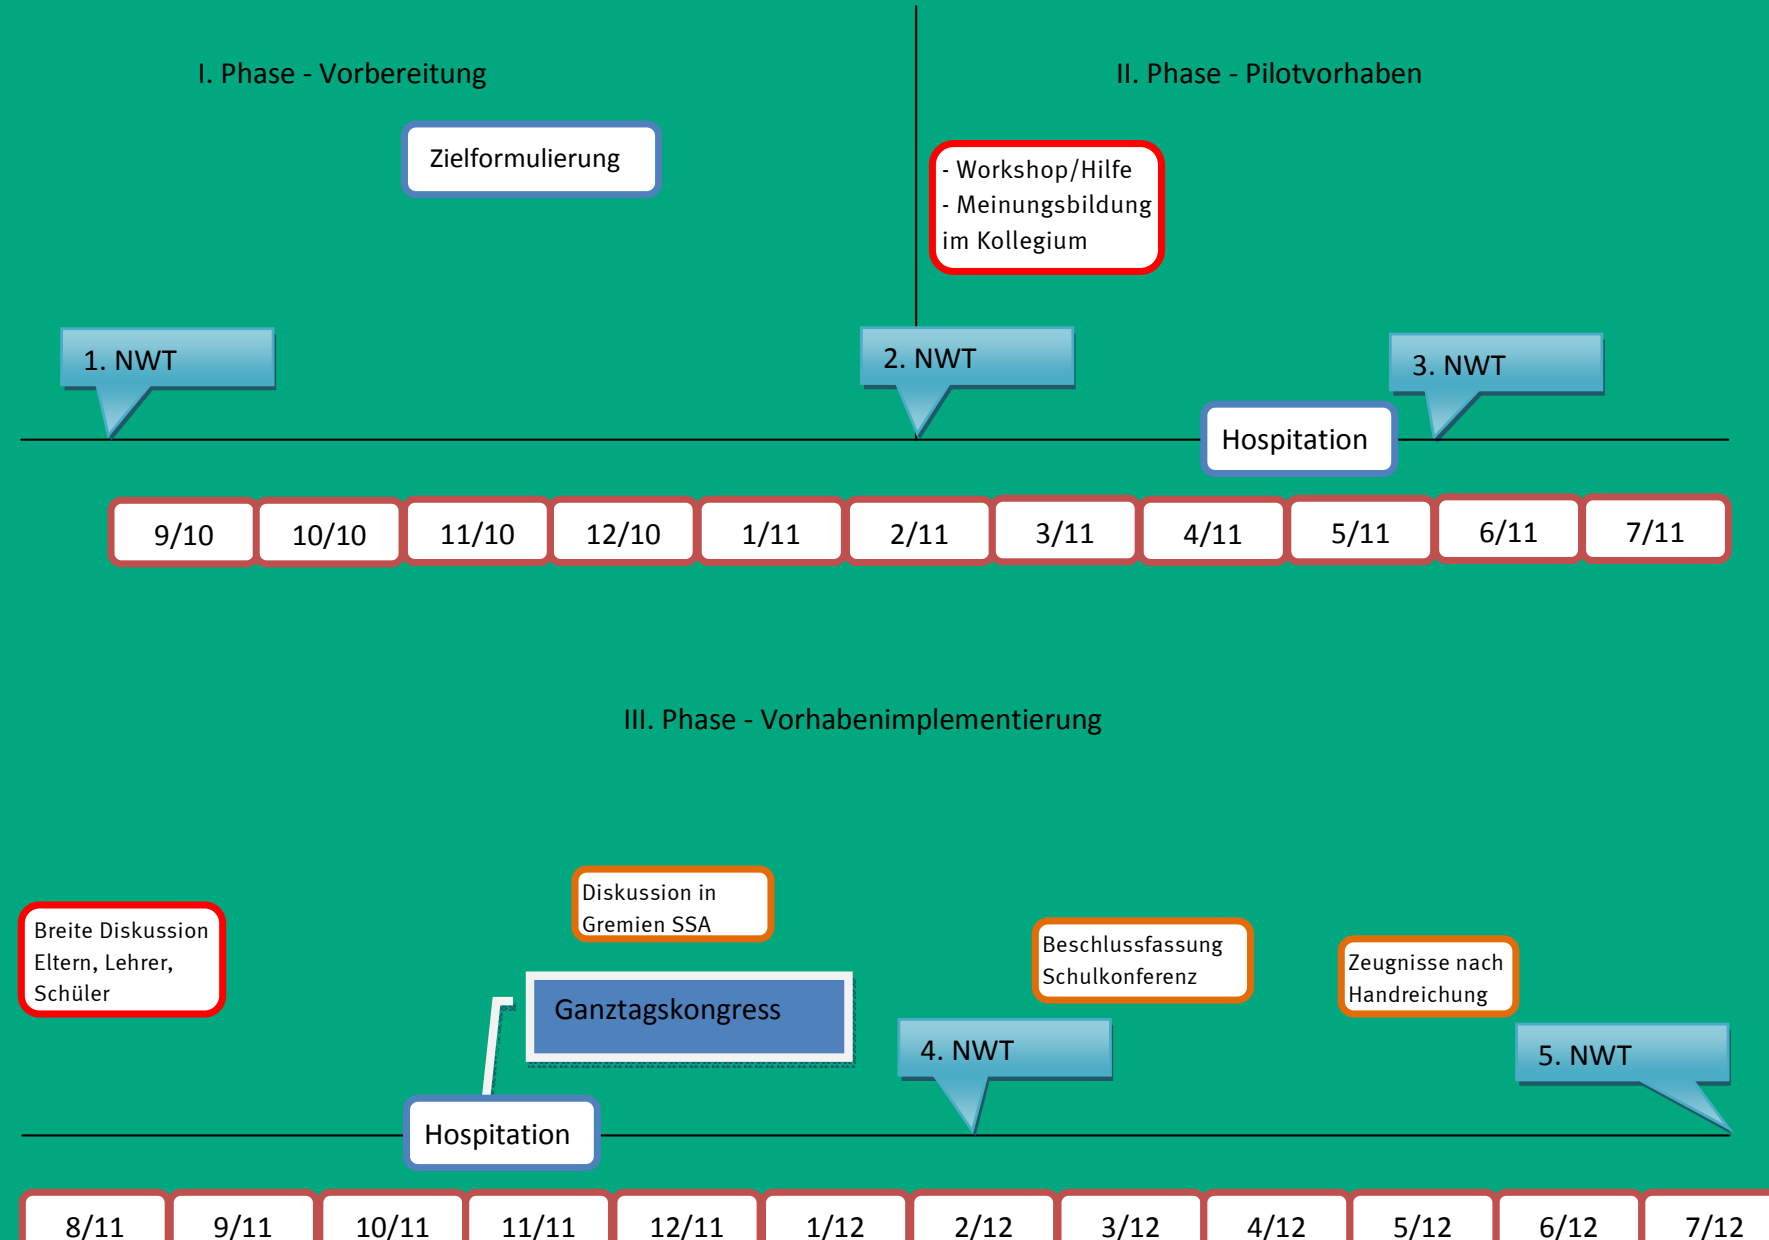 I. Phase - Vorbereitung
II. Phase - Pilotvorhaben
Zielformulierung
- Workshop/Hilfe
- Meinungsbildung
im Kollegium
1. NWT
2. NWT
3. NWT
Hospitation
9/10
10/10
11/10
12/10
1/11
2/11
3/11
4/11
5/11
6/11
7/11
III. Phase - Vorhabenimplementierung
Breite Diskussion
Eltern, Lehrer,
Schüler
Diskussion in
Gremien SSA
Ganztagskongress
Beschlussfassung
Schulkonferenz
Zeugnisse nach
Handreichung
4. NWT
5. NWT
Hospitation
8/11
9/11
10/11
11/11
12/11
1/12
2/12
3/12
4/12
5/12
6/12
7/12